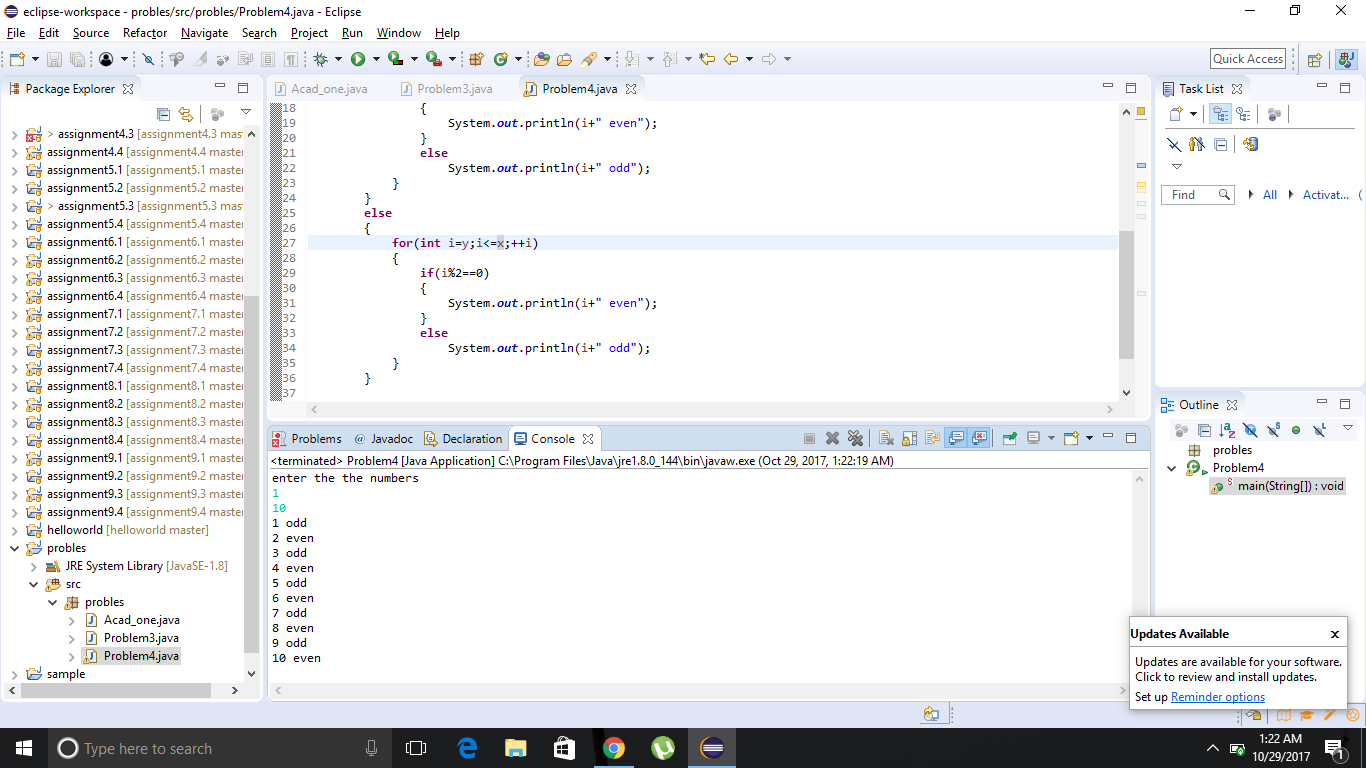 eclipse-workspace - probles/src/probles/Problem4.java - Eclipse
File Edit Source Refactor Navigate Search Project Run Window Help
Quick Access
Package Explorer
> assignment4.3 [assignment4.3 mas
assignment4.4 [assignment4.4 master
assignment5.1 [assignment5.1 master
assignment5.2 [assignment5.2 master
> assignment5.3 [assignment5.3 mas
assignment5.4 [assignment5.4 master
assignment6.1 [assignment6.1 master
assignment6.2 [assignment6.2 master
assignment6.3 [assignment6.3 master
assignment6.4 [assignment6.4 master
assignment7.1 [assignment7.1 master
assignment7.2 [assignment7.2 master
assignment7.3 [assignment7.3 master
assignment7.4 [assignment7.4 master
assignment8.1 [assignment8.1 master
assignment8.2 [assignment8.2 master
assignment8.3 [assignment8.3 master
assignment8.4 [assignment8.4 master
assignment9.1 [assignment9.1 master
assignment9.2 [assignment9.2 master
assignment9.3 [assignment9.3 master
assignment9.4 [assignment9.4 master
helloworld [helloworld master]
probles
JRE System Library [JavaSE-1.8]
src
probles
Acad_one.java
Problem3.java
Problem4.java
sample
Acad_one.java Problem3.java Problem4.java
18 {
19 System.out.println(i+" even");
20 }
21 else
22 System.out.println(i+" odd");
23 }
24 }
25 else
26 {
27 for(int i=y;i<=x;++i)
28 {
29 if(i%2==0)
30 {
31 System.out.println(i+" even");
32 }
33 else
34 System.out.println(i+" odd");
35 }
36 }
37
Problems @ Javadoc Declaration Console
<terminated> Problem4 [Java Application] C:\Program Files\Java\jre1.8.0_144\bin\javaw.exe (Oct 29, 2017, 1:22:19 AM)
enter the the numbers
1
10
1 odd
2 even
3 odd
4 even
5 odd
6 even
7 odd
8 even
9 odd
10 even
Task List
Find All Activat...
Outline
probles
Problem4
main(String[]) : void
Updates Available
Updates are available for your software.
Click to review and install updates.
Set up Reminder options
Type here to search
1:22 AM
10/29/2017
1